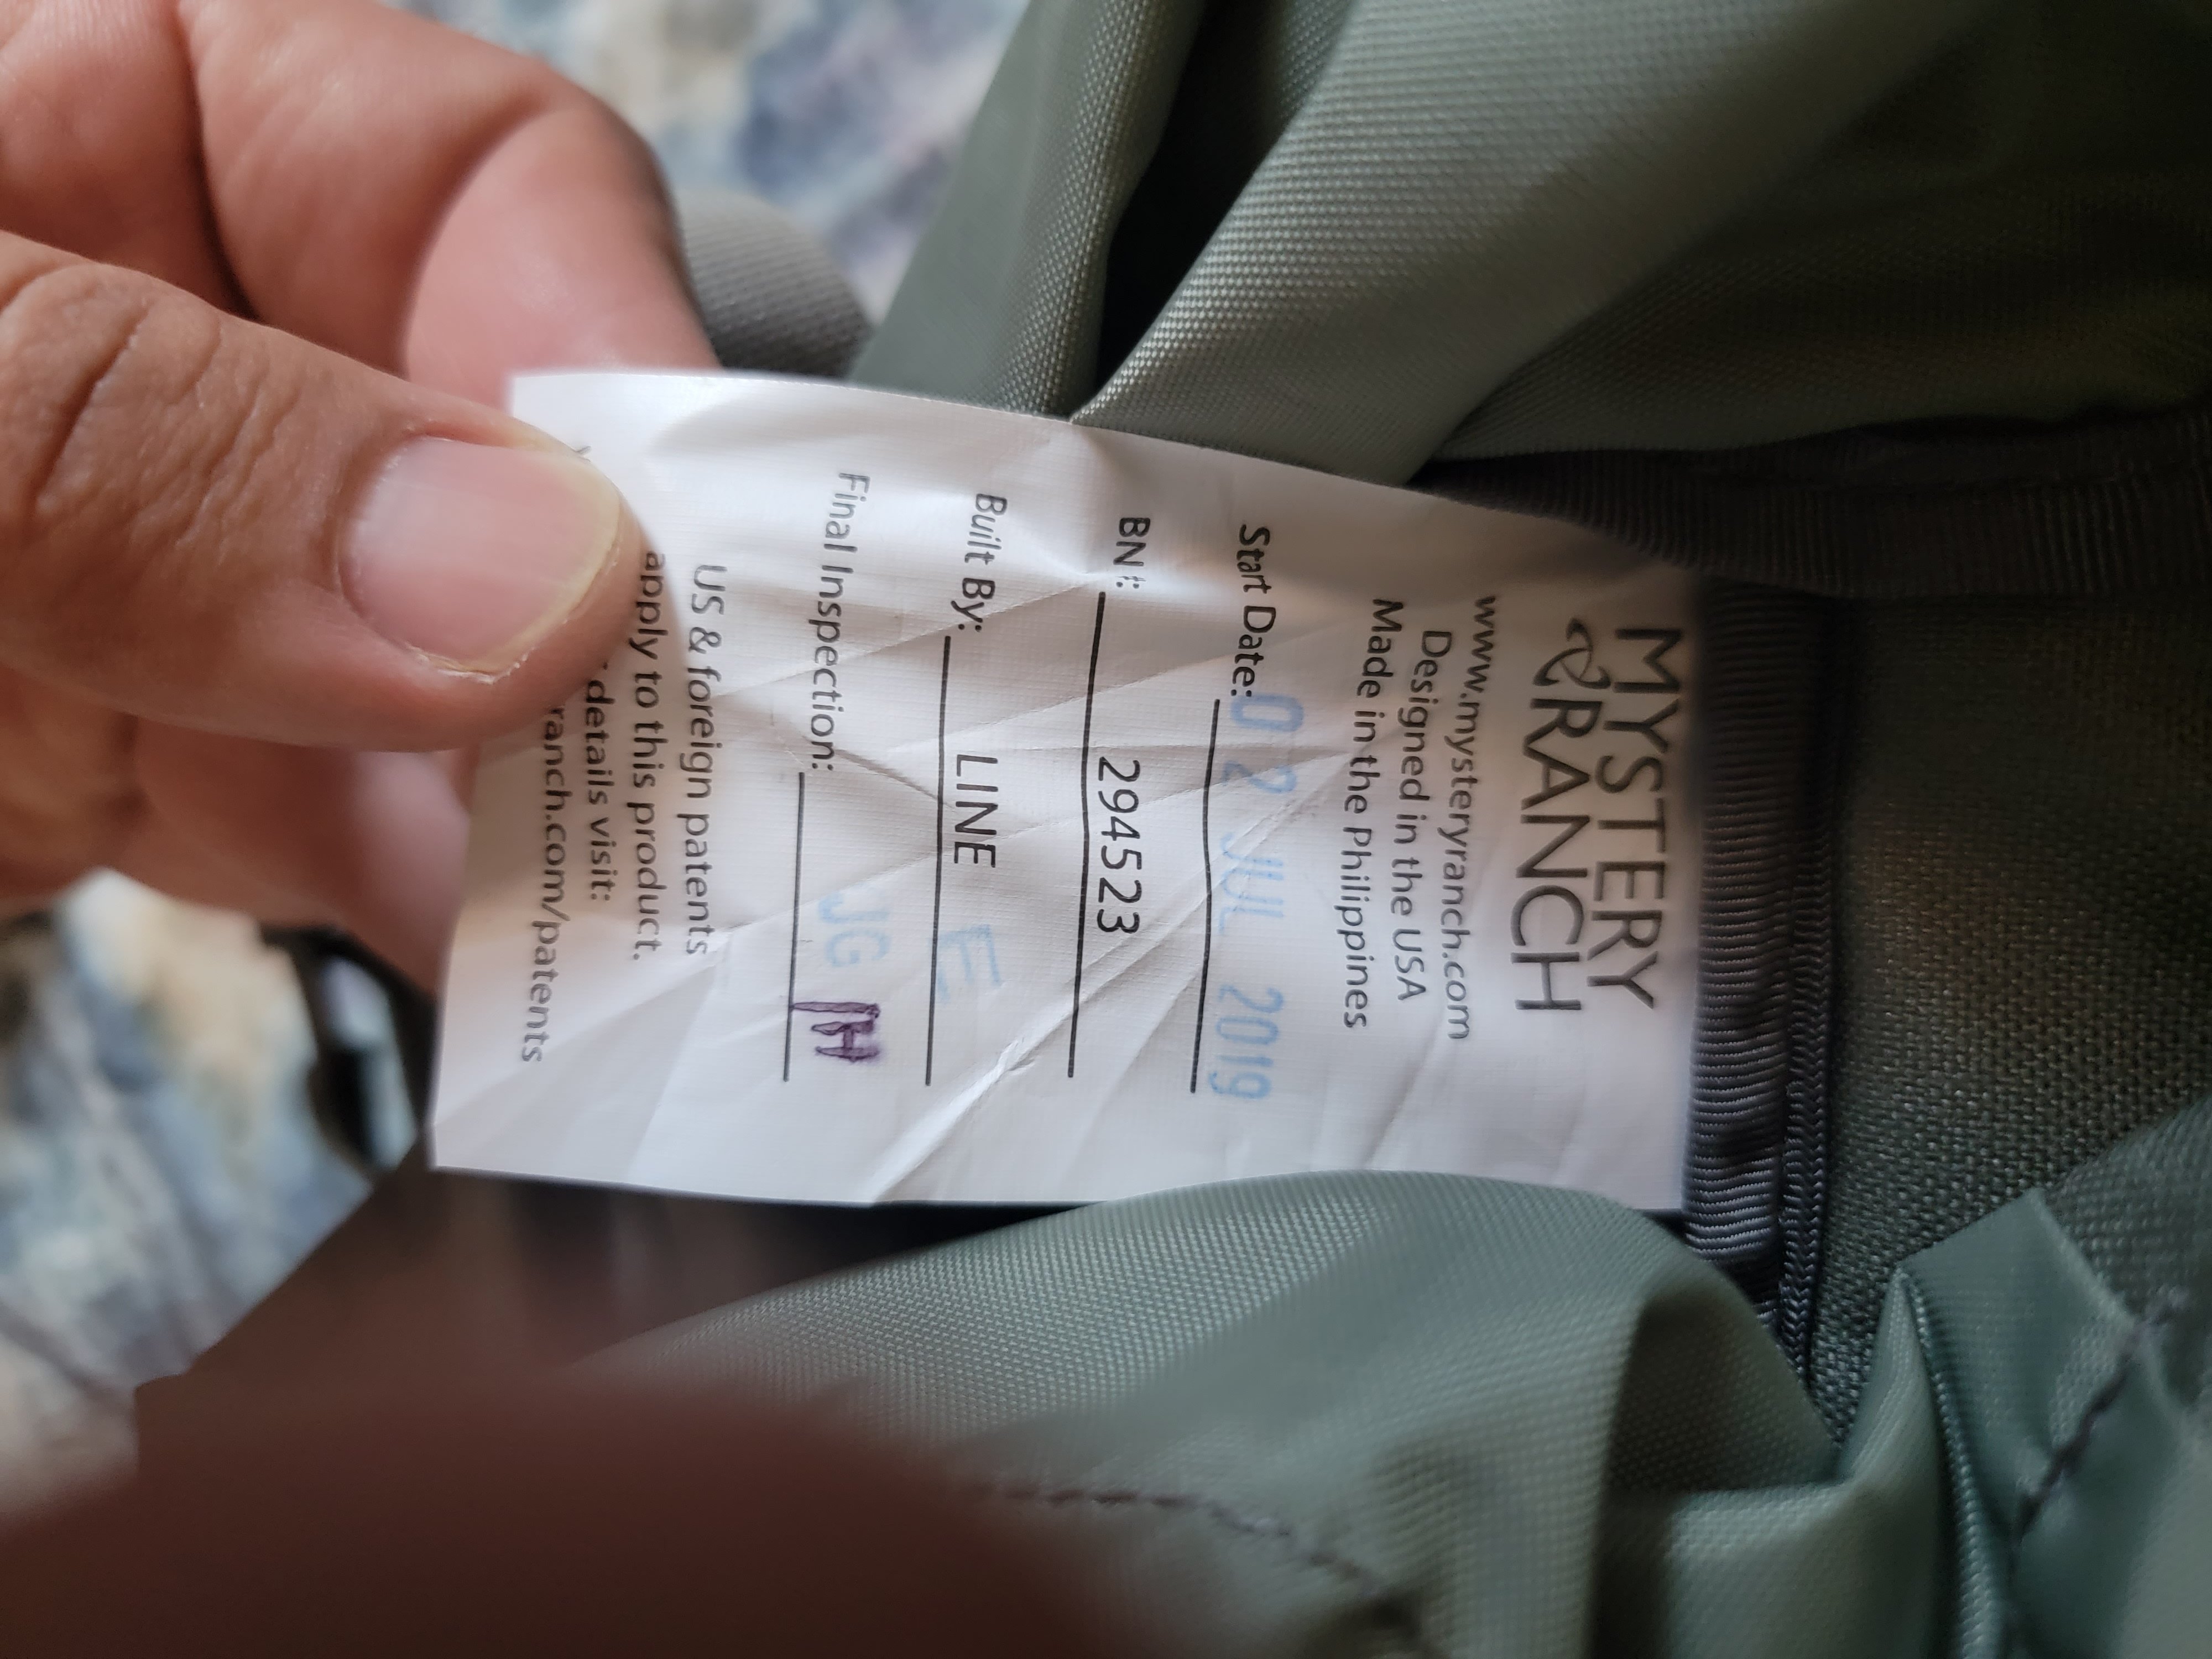 MYSTERY
RANCH
www.mysteryranch.com
Designed in the USA
Made in the Philippines
Start Date: 02 JUL 2019
BN#: 294523
Built By: LINE E
Final Inspection: JG
US & foreign patents
apply to this product.
details visit:
ranch.com/patents